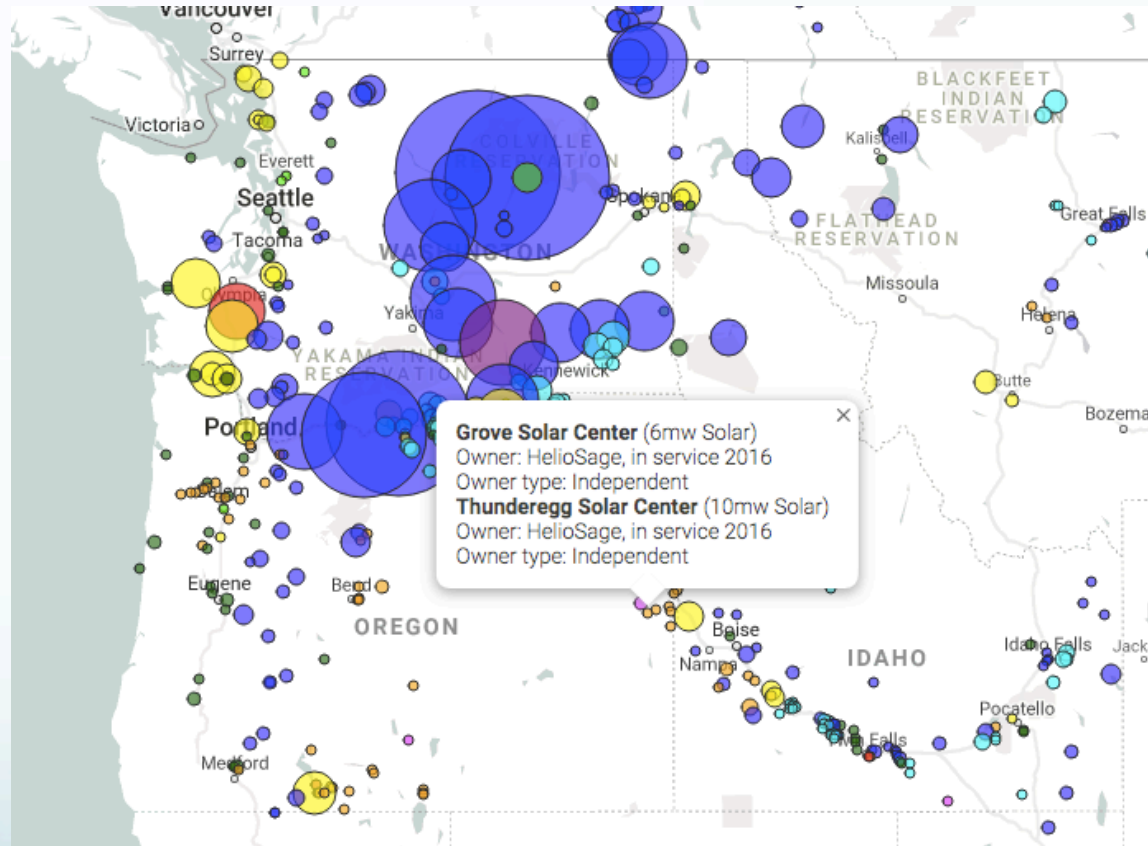 Vancouver
Surrey
BLACKFEET
INDIAN
RESERVATION
Victoria
Kalispell
COLVILLE
RESERVATION
Everett
Seattle
Spokane
Great Falls
FLATHEAD
RESERVATION
Tacoma
WASHINGTON
Missoula
Olympia
Yakima
Helena
YAKAMA INDIAN
RESERVATION
Kennewick
Butte
Bozema
Portland
Grove Solar Center (6mw Solar)
Owner: HelioSage, in service 2016
Owner type: Independent
Thunderegg Solar Center (10mw Solar)
Owner: HelioSage, in service 2016
Owner type: Independent
Salem
Eugene
Bend
OREGON
Boise
Nampa
IDAHO
Idaho Falls
Jack
Pocatello
Twin Falls
Medford